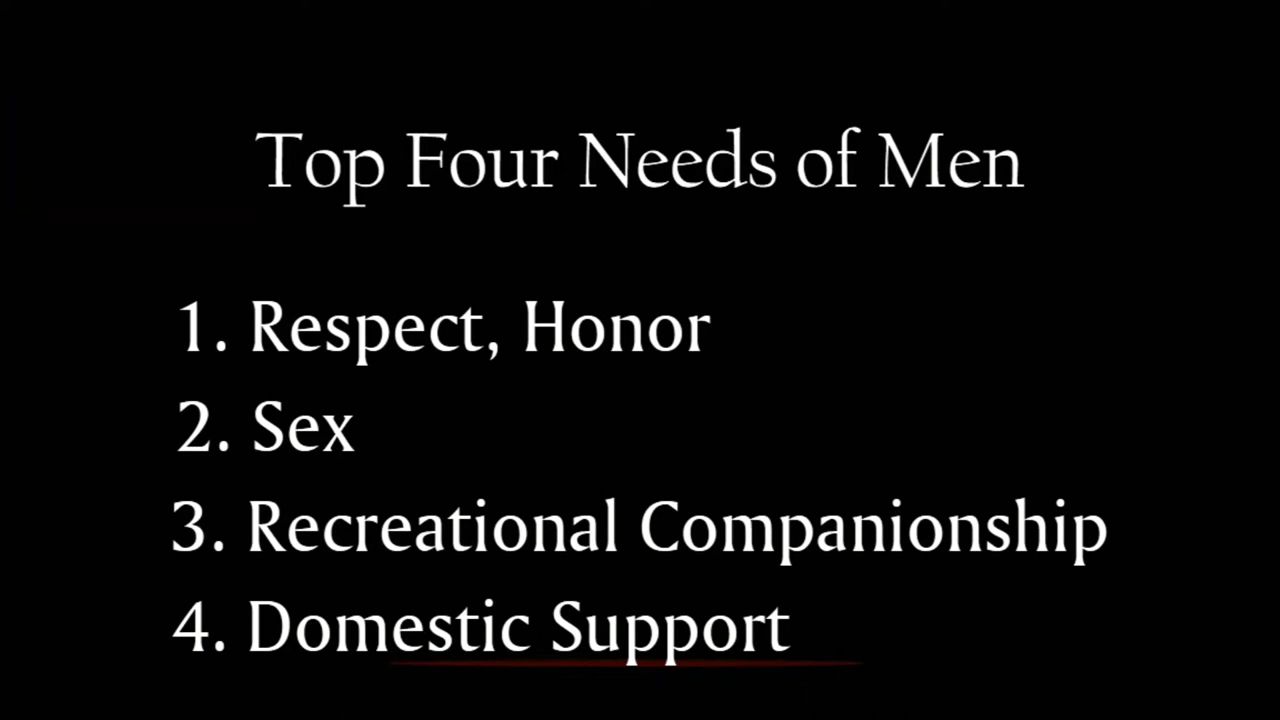 Top Four Needs of Men
1. Respect, Honor
2. Sex
3. Recreational Companionship
4. Domestic Support